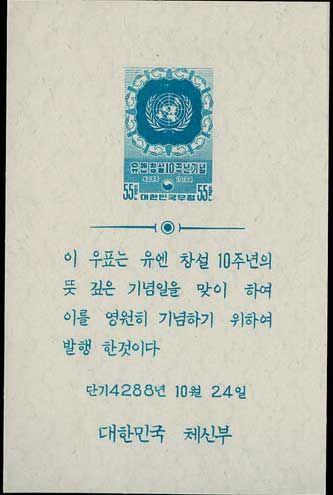 유엔창설10주년기념
4288 10.24
55환 55환
대한민국우표
이 우표는 유엔 창설 10주년의
뜻 깊은 기념일을 맞이 하여
이를 영원히 기념하기 위하여
발행 한것이다
단기4288년 10월 24일
대한민국 체신부